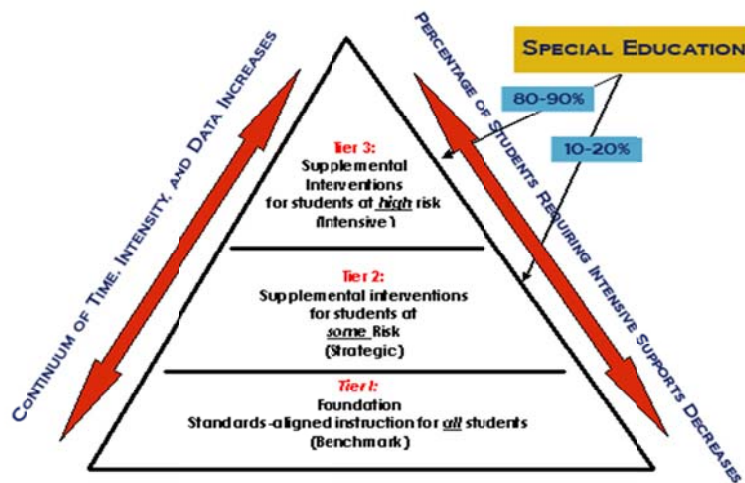 SPECIAL EDUCATION
80-90%
10-20%
CONTINUUM OF TIME, INTENSITY, AND DATA INCREASES
PERCENTAGE OF STUDENTS REQUIRING INTENSIVE SUPPORTS DECREASES
Tier 3:
Supplemental
Interventions
for students at high risk
(Intensive)
Tier 2:
Supplemental interventions
for students at
some Risk
(Strategic)
Tier 1:
Foundation
Standards-aligned instruction for all students
(Benchmark)